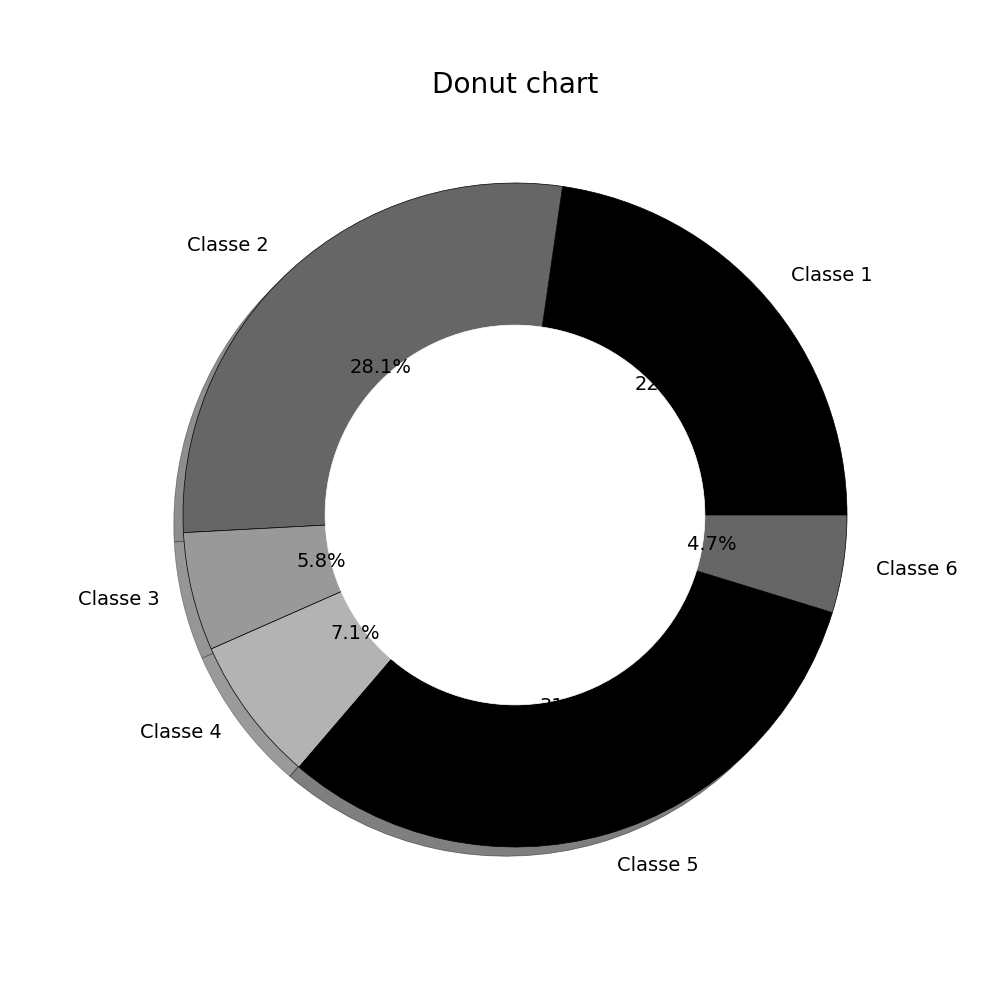 Donut chart
Classe 2
Classe 1
28.1%
22
4.7%
Classe 6
5.8%
Classe 3
7.1%
Classe 4
Classe 5